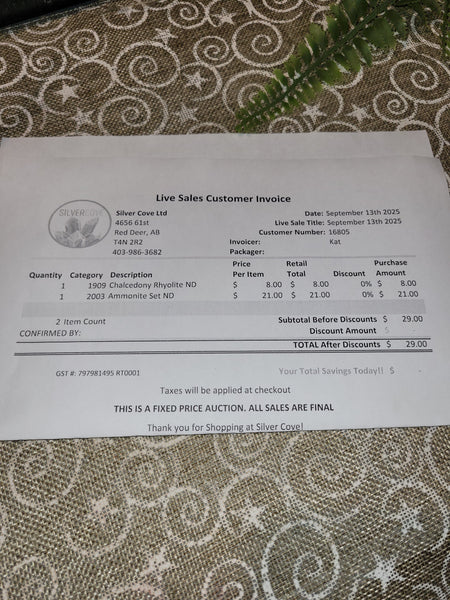 Live Sales Customer Invoice
SILVERCOVE
Silver Cove Ltd
4656 61st
Red Deer, AB
T4N 2R2
403-986-3682
Date: September 13th 2025
Live Sale Title: September 13th 2025
Customer Number: 16805
Invoicer: Kat
Packager:
Quantity Category Description Price Per Item Retail Total Discount Purchase Amount
1 1909 Chalcedony Rhyolite ND $ 8.00 $ 8.00 0% $ 8.00
1 2003 Ammonite Set ND $ 21.00 $ 21.00 0% $ 21.00
2 Item Count Subtotal Before Discounts $ 29.00
CONFIRMED BY: Discount Amount $
TOTAL After Discounts $ 29.00
GST #: 797981495 RT0001 Your Total Savings Today!! $ -
Taxes will be applied at checkout
THIS IS A FIXED PRICE AUCTION. ALL SALES ARE FINAL
Thank you for Shopping at Silver Cove!